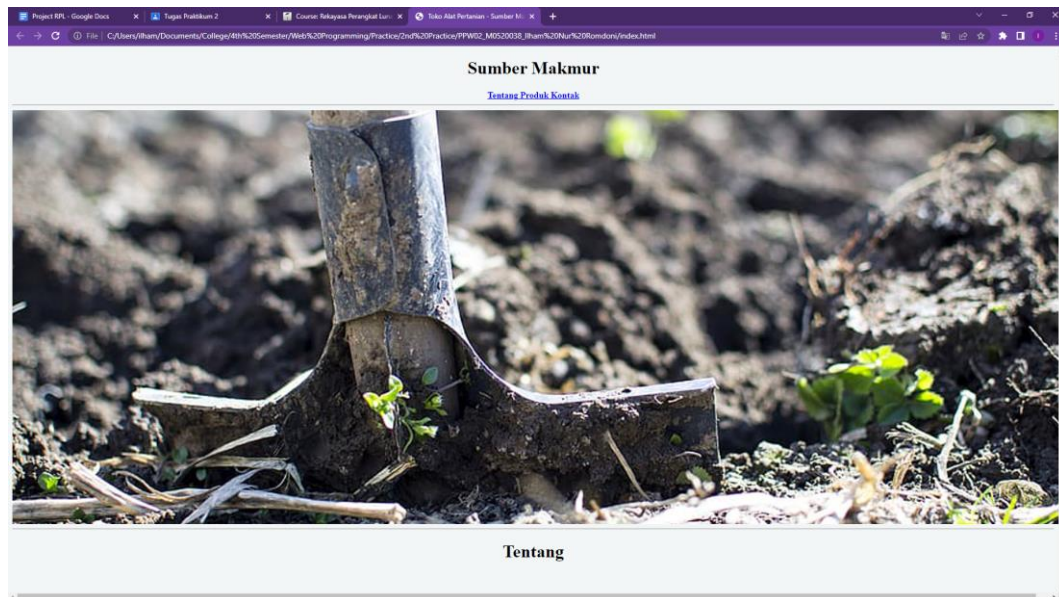 Project RPL - Google Docs
Tugas Praktikum 2
Course: Rekayasa Perangkat Lun
Toko Alat Pertanian - Sumber M
File
C:/Users/ilham/Documents/College/4th%20Semester/Web%20Programming/Practice/2nd%20Practice/PPW02_M0520038_Ilham%20Nur%20Romdoni/index.html
Sumber Makmur
Tentang Produk Kontak
Tentang